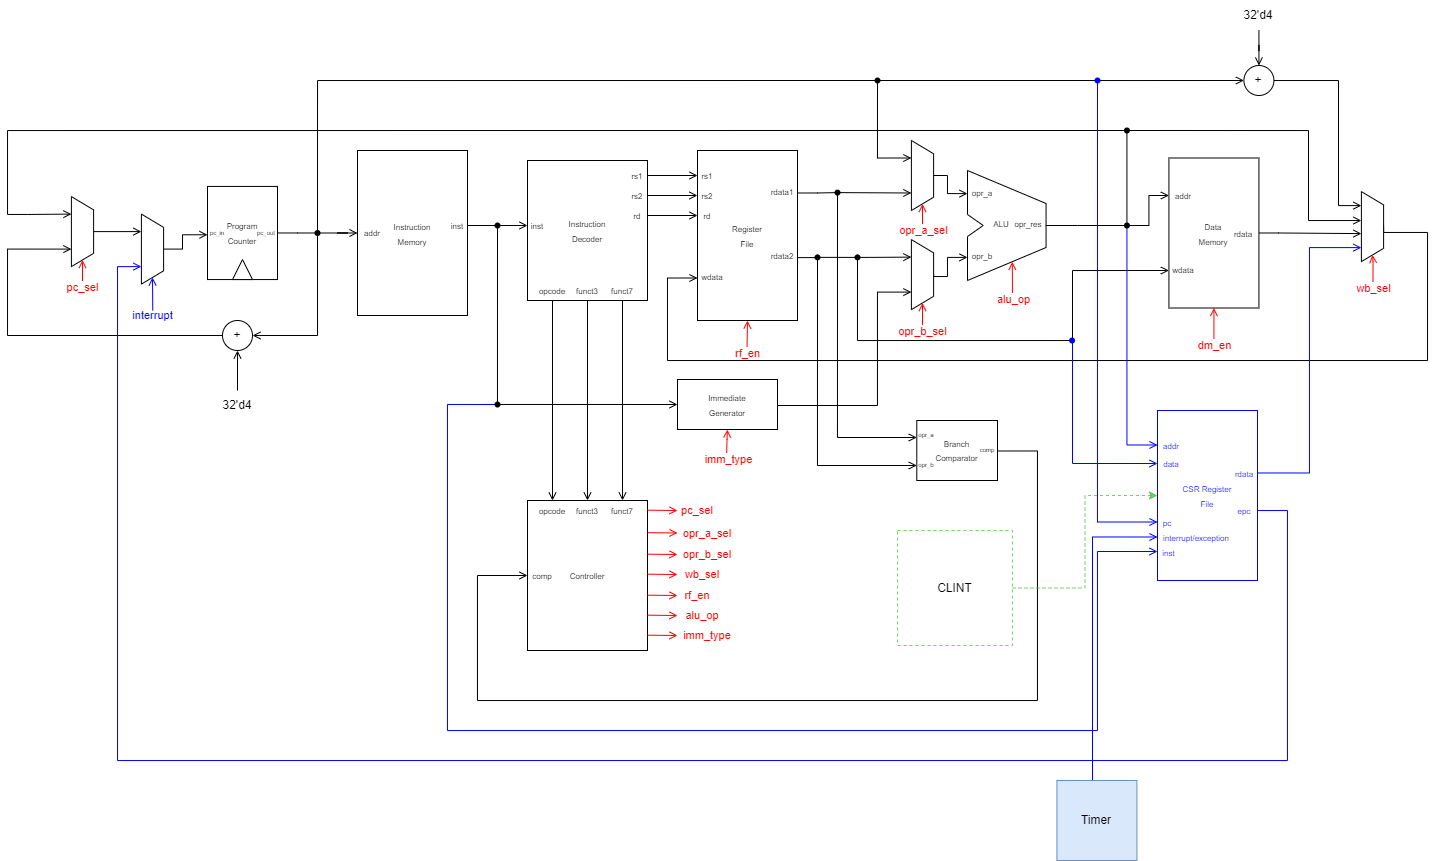 32'd4
+
Program
Counter
pc_in
pc_out
pc_sel
interrupt
+
32'd4
addr
Instruction
Memory
inst
inst
Instruction
Decoder
rs1
rs2
rd
opcode
funct3
funct7
rs1
rs2
rd
wdata
Register
File
rdata1
rdata2
rf_en
opr_a_sel
opr_b_sel
opr_a
opr_b
ALU
opr_res
alu_op
addr
wdata
Data
Memory
rdata
dm_en
wb_sel
Immediate
Generator
imm_type
opr_a
opr_b
Branch
Comparator
comp
opcode
funct3
funct7
comp
Controller
pc_sel
opr_a_sel
opr_b_sel
wb_sel
rf_en
alu_op
imm_type
CLINT
addr
data
CSR Register
File
rdata
epc
pc
interrupt/exception
inst
Timer